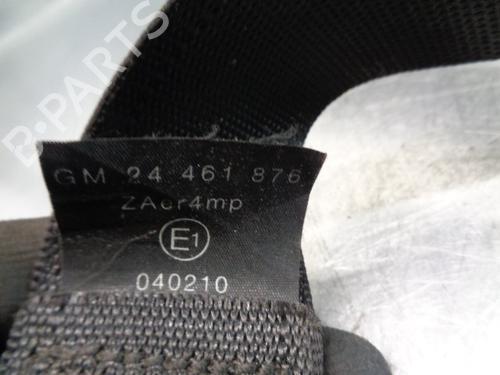 B-PARTS
GM 24 461 876
ZAer4mp
E1
040210